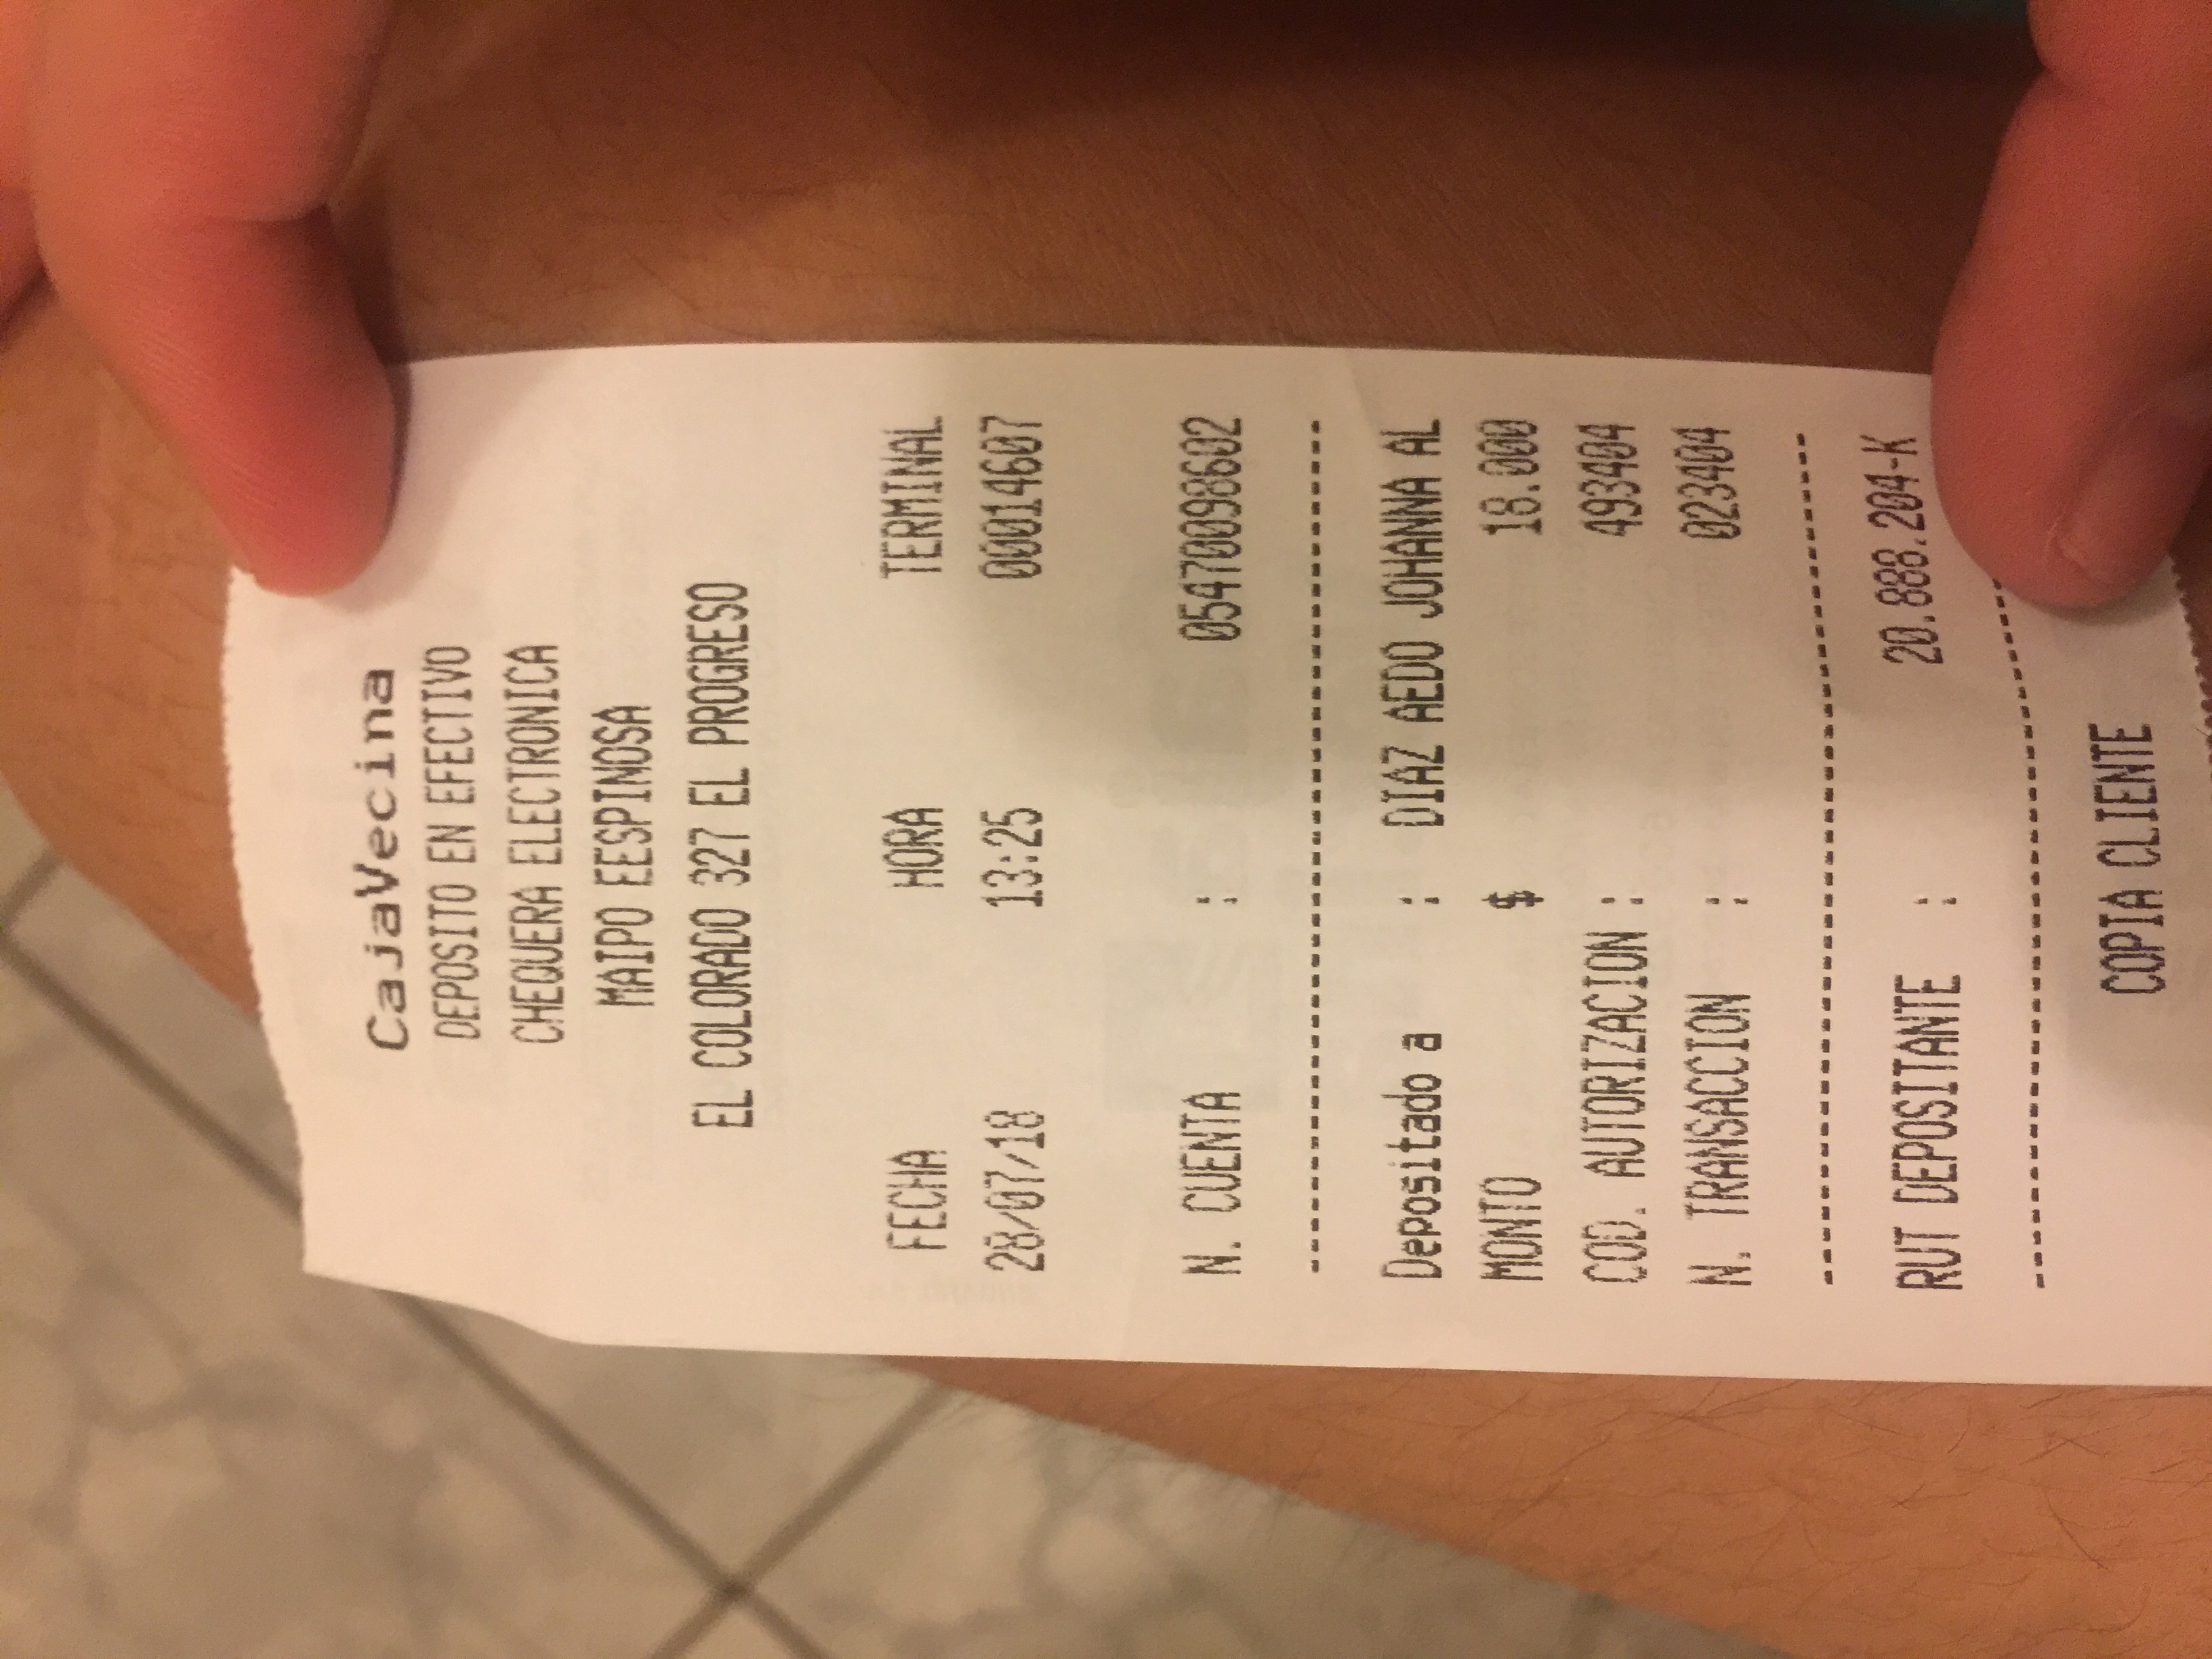 CajaVecina
DEPOSITO EN EFECTIVO
CHEQUERA ELECTRONICA
MAIPO EESPINOSA
EL COLORADO 327 EL PROGRESO
FECHA HORA TERMINAL
28/07/18 13:25 00014607
N. CUENTA : 05470098602
Depositado a : DIAZ AEDO JOHANNA AL
MONTO $ 18.000
COD. AUTORIZACION : 493404
N. TRANSACCION : 023404
RUT DEPOSITANTE : 20.888.204-K
COPIA CLIENTE